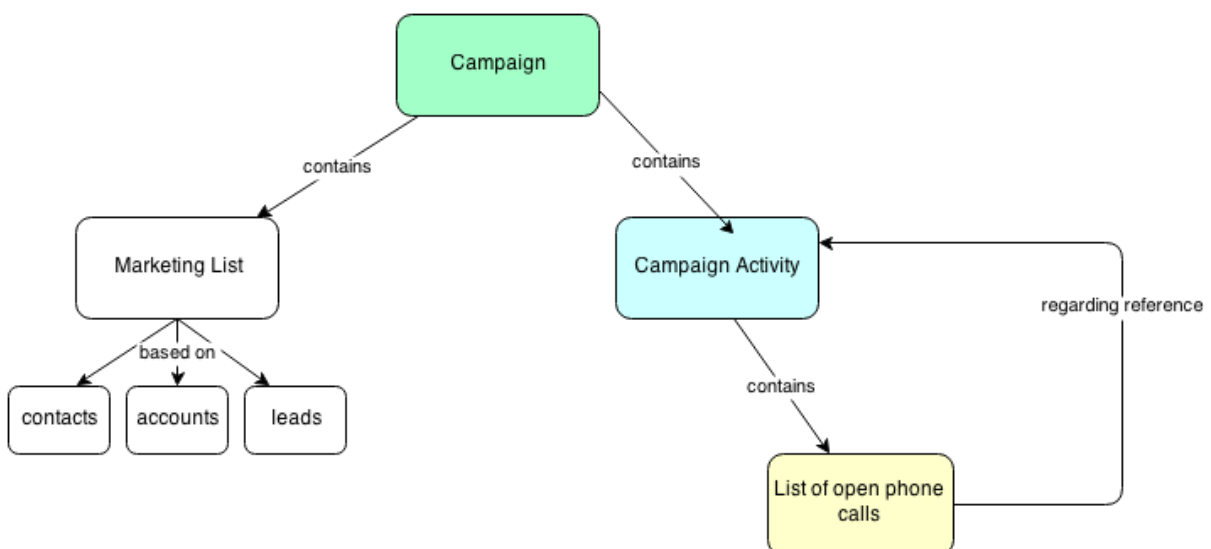 Campaign
contains
contains
Marketing List
Campaign Activity
regarding reference
based on
contains
contacts
accounts
leads
List of open phone
calls